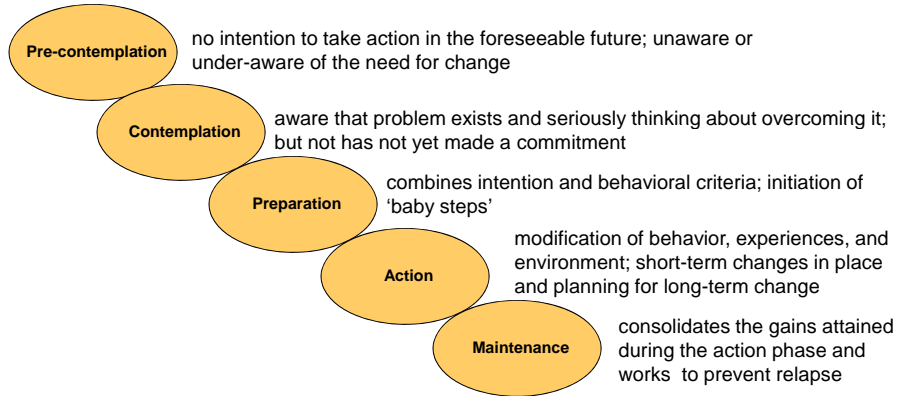 Pre-contemplation
no intention to take action in the foreseeable future; unaware or
under-aware of the need for change
Contemplation
aware that problem exists and seriously thinking about overcoming it;
but not has not yet made a commitment
Preparation
combines intention and behavioral criteria; initiation of
‘baby steps’
Action
modification of behavior, experiences, and
environment; short-term changes in place
and planning for long-term change
Maintenance
consolidates the gains attained
during the action phase and
works to prevent relapse